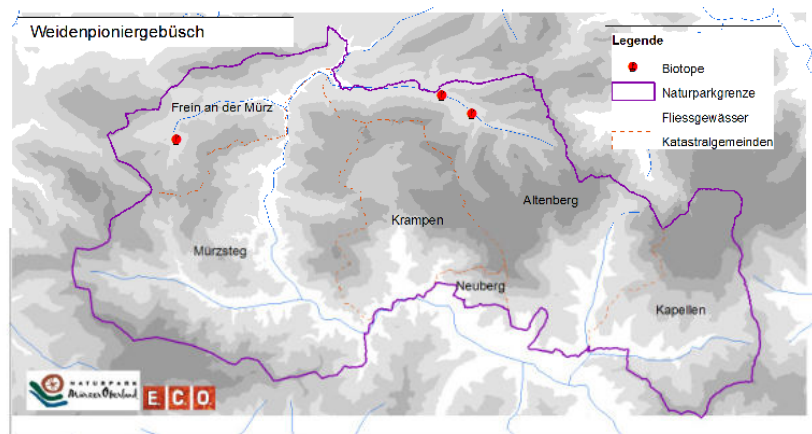 Weidenpioniergebüsch
Legende
Biotope
Naturparkgrenze
Fliessgewässer
Katastralgemeinden
Frein an der Mürz
Altenberg
Krampen
Mürzsteg
Neuberg
Kapellen
NATURPARK
Mürzer Oberland
E.C.O.